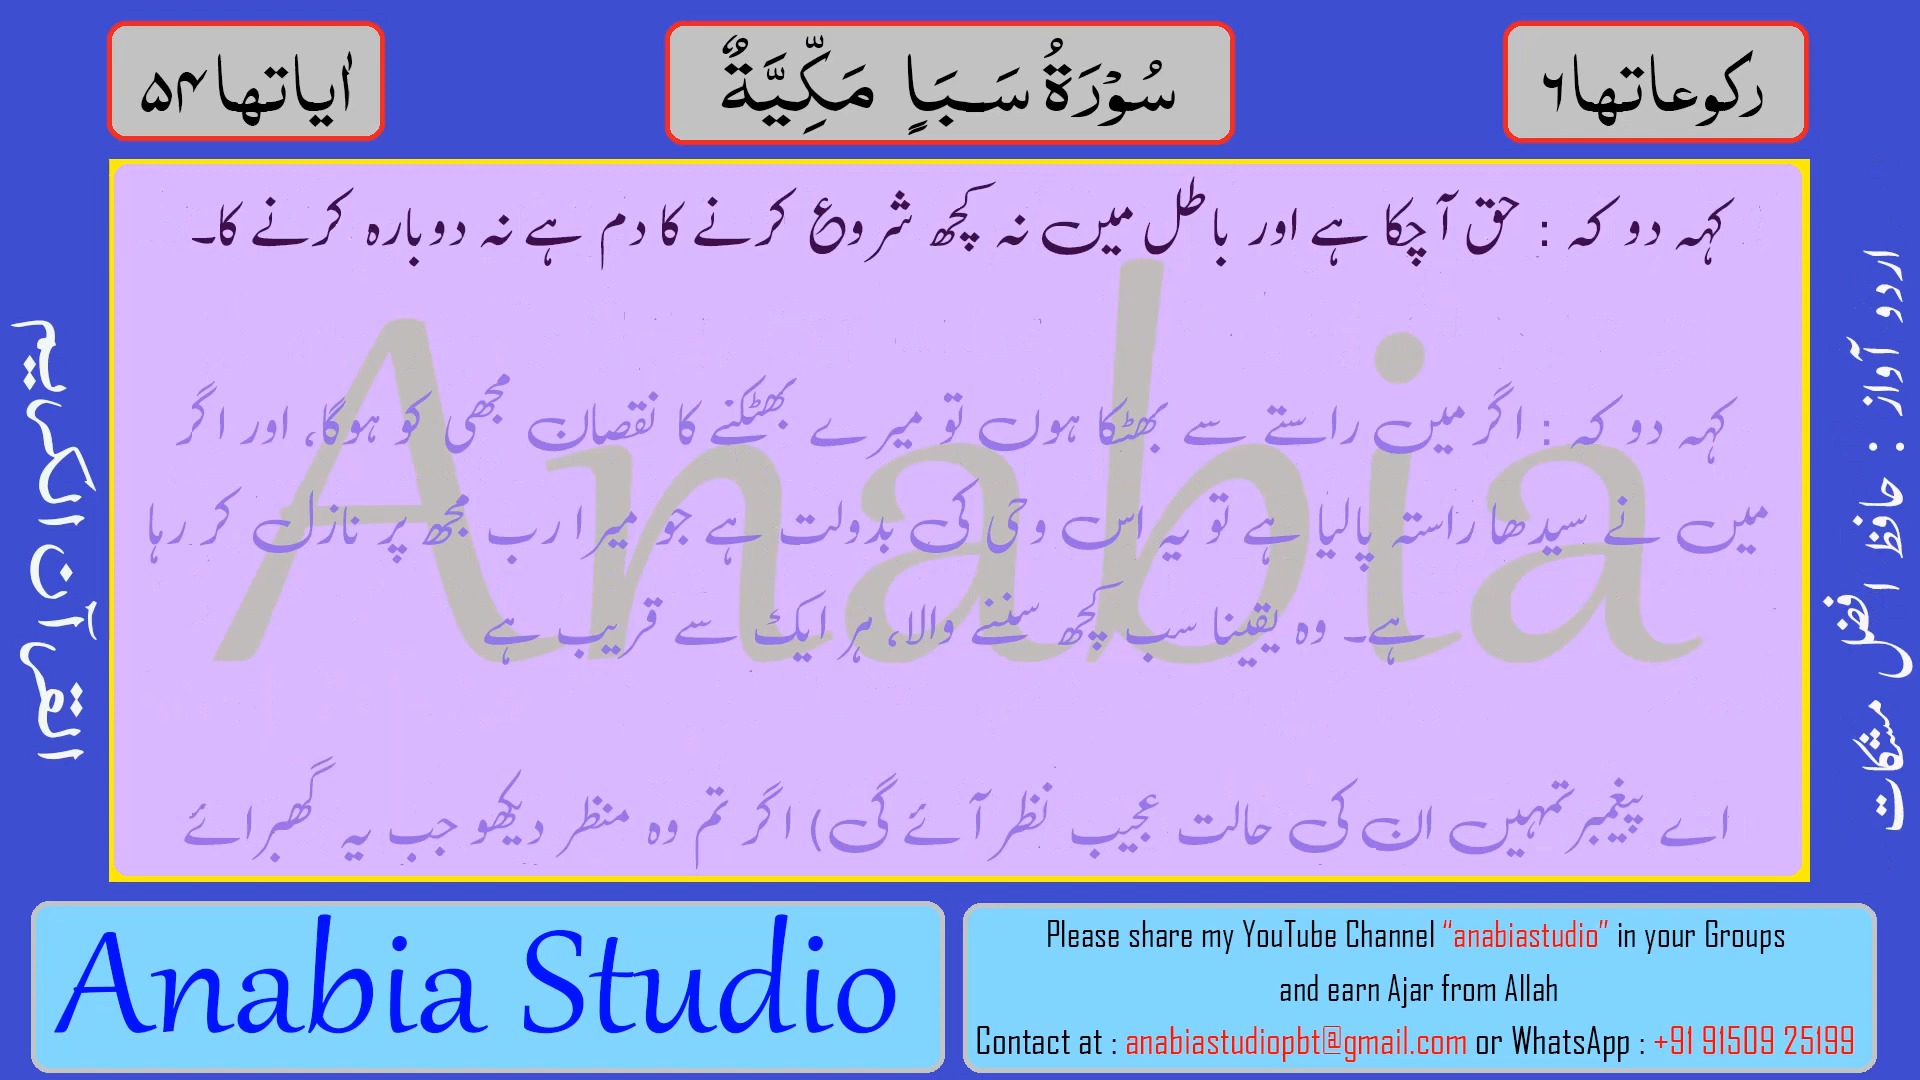 رکوعاتھا۶
سُوْرَةُ سَبَاٍ مَكِّيَّةٌ
اٰیاتھا۵۴
کہہ دو کہ : حق آچکا ہے اور باطل میں نہ کچھ شروع کرنے کا دم ہے نہ دوبارہ کرنے کا۔
کہہ دو کہ : اگر میں راستے سے بھٹکا ہوں تو میرے بھٹکنے کا نقصان مجھی کو ہوگا، اور اگر
میں نے سیدھا راستہ پالیا ہے تو یہ اس وحی کی بدولت ہے جو میرا رب مجھ پر نازل کر رہا
ہے۔ وہ یقینا سب کچھ سننے والا، ہر ایک سے قریب ہے
اے پیغمبر تمہیں ان کی حالت عجیب نظر آئے گی) اگر تم وہ منظر دیکھو جب یہ گھبرائے
Anabia
اردو آواز : حافظ افضل مشکات
القرآن الکریم
Anabia Studio
Please share my YouTube Channel “anabiastudio” in your Groups
and earn Ajar from Allah
Contact at : anabiastudiopbt@gmail.com or WhatsApp : +91 91509 25199